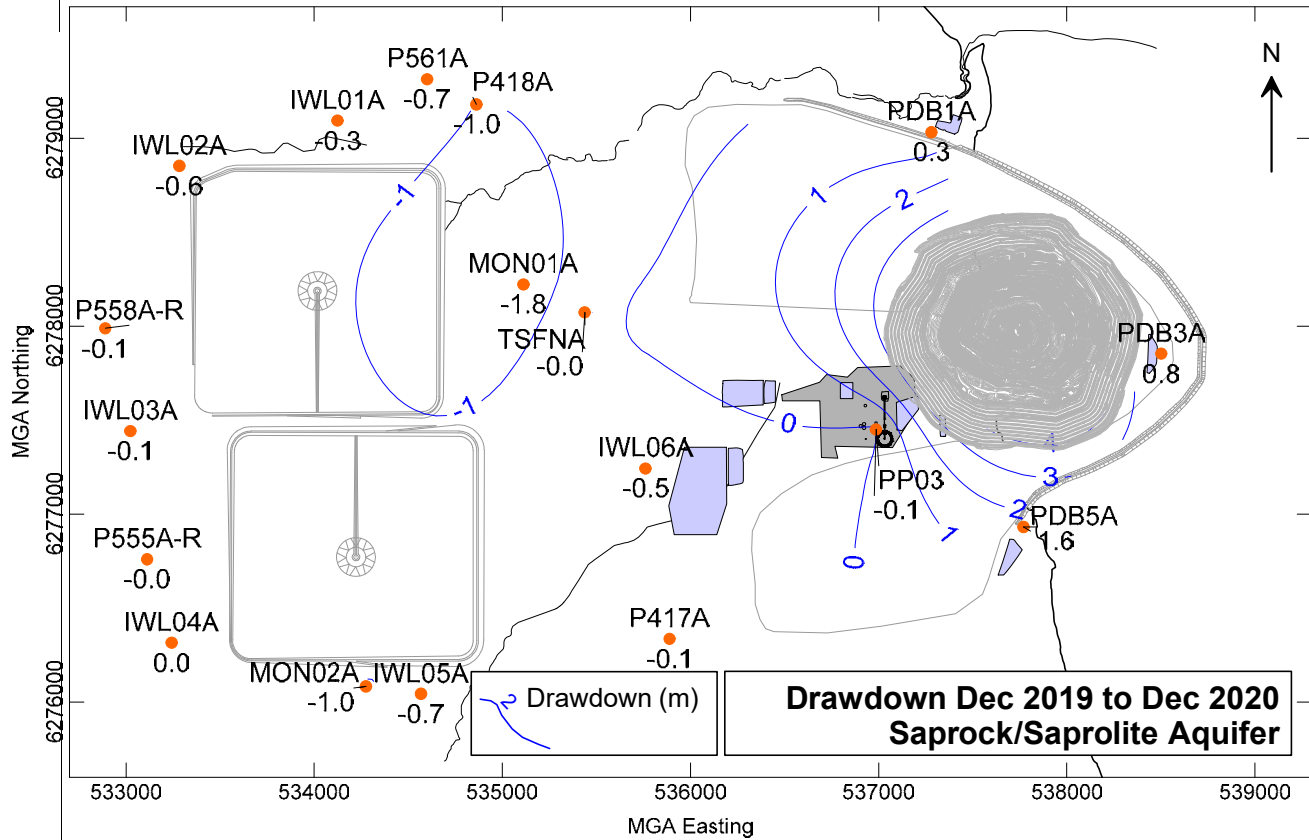 N
P561A
-0.7
P418A
-1.0
IWL01A
-0.3
IWL02A
-0.6
PDB1A
0.3
-1
1
2
MON01A
-1.8
P558A-R
-0.1
TSFNA
-0.0
PDB3A
0.8
IWL03A
-0.1
-1
0
IWL06A
-0.5
PP03
-0.1
3
2
1
0
PDB5A
1.6
P555A-R
-0.0
IWL04A
0.0
P417A
-0.1
MON02A
-1.0
IWL05A
-0.7
2
Drawdown (m)
Drawdown Dec 2019 to Dec 2020
Saprock/Saprolite Aquifer
6279000
6278000
6277000
6276000
MGA Northing
533000 534000 535000 536000 537000 538000 539000
MGA Easting